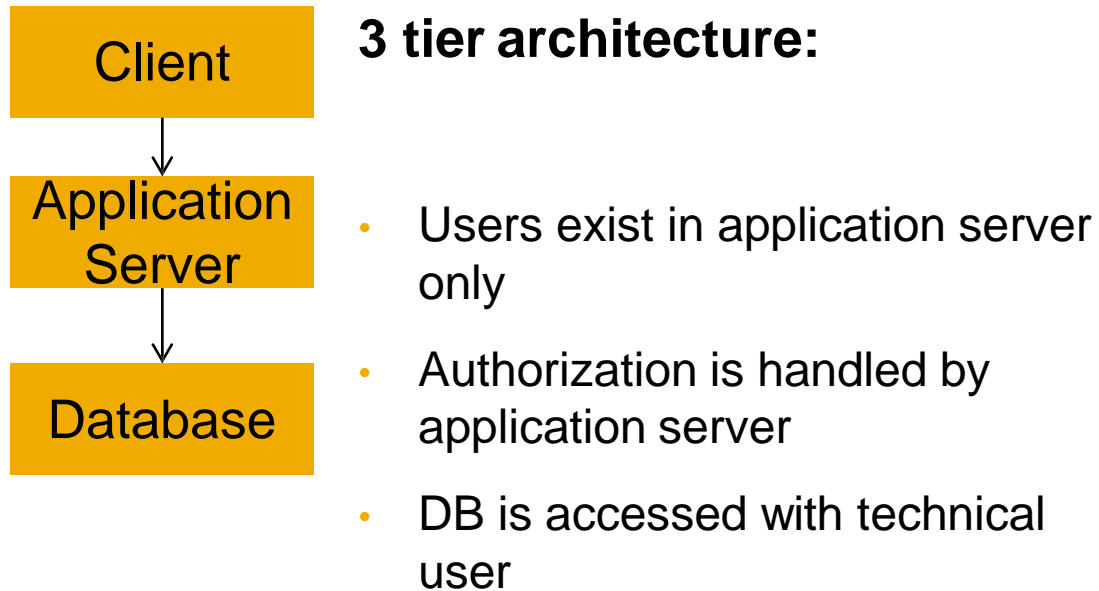 Client
Application
Server
Database
3 tier architecture:
• Users exist in application server
only
• Authorization is handled by
application server
• DB is accessed with technical
user